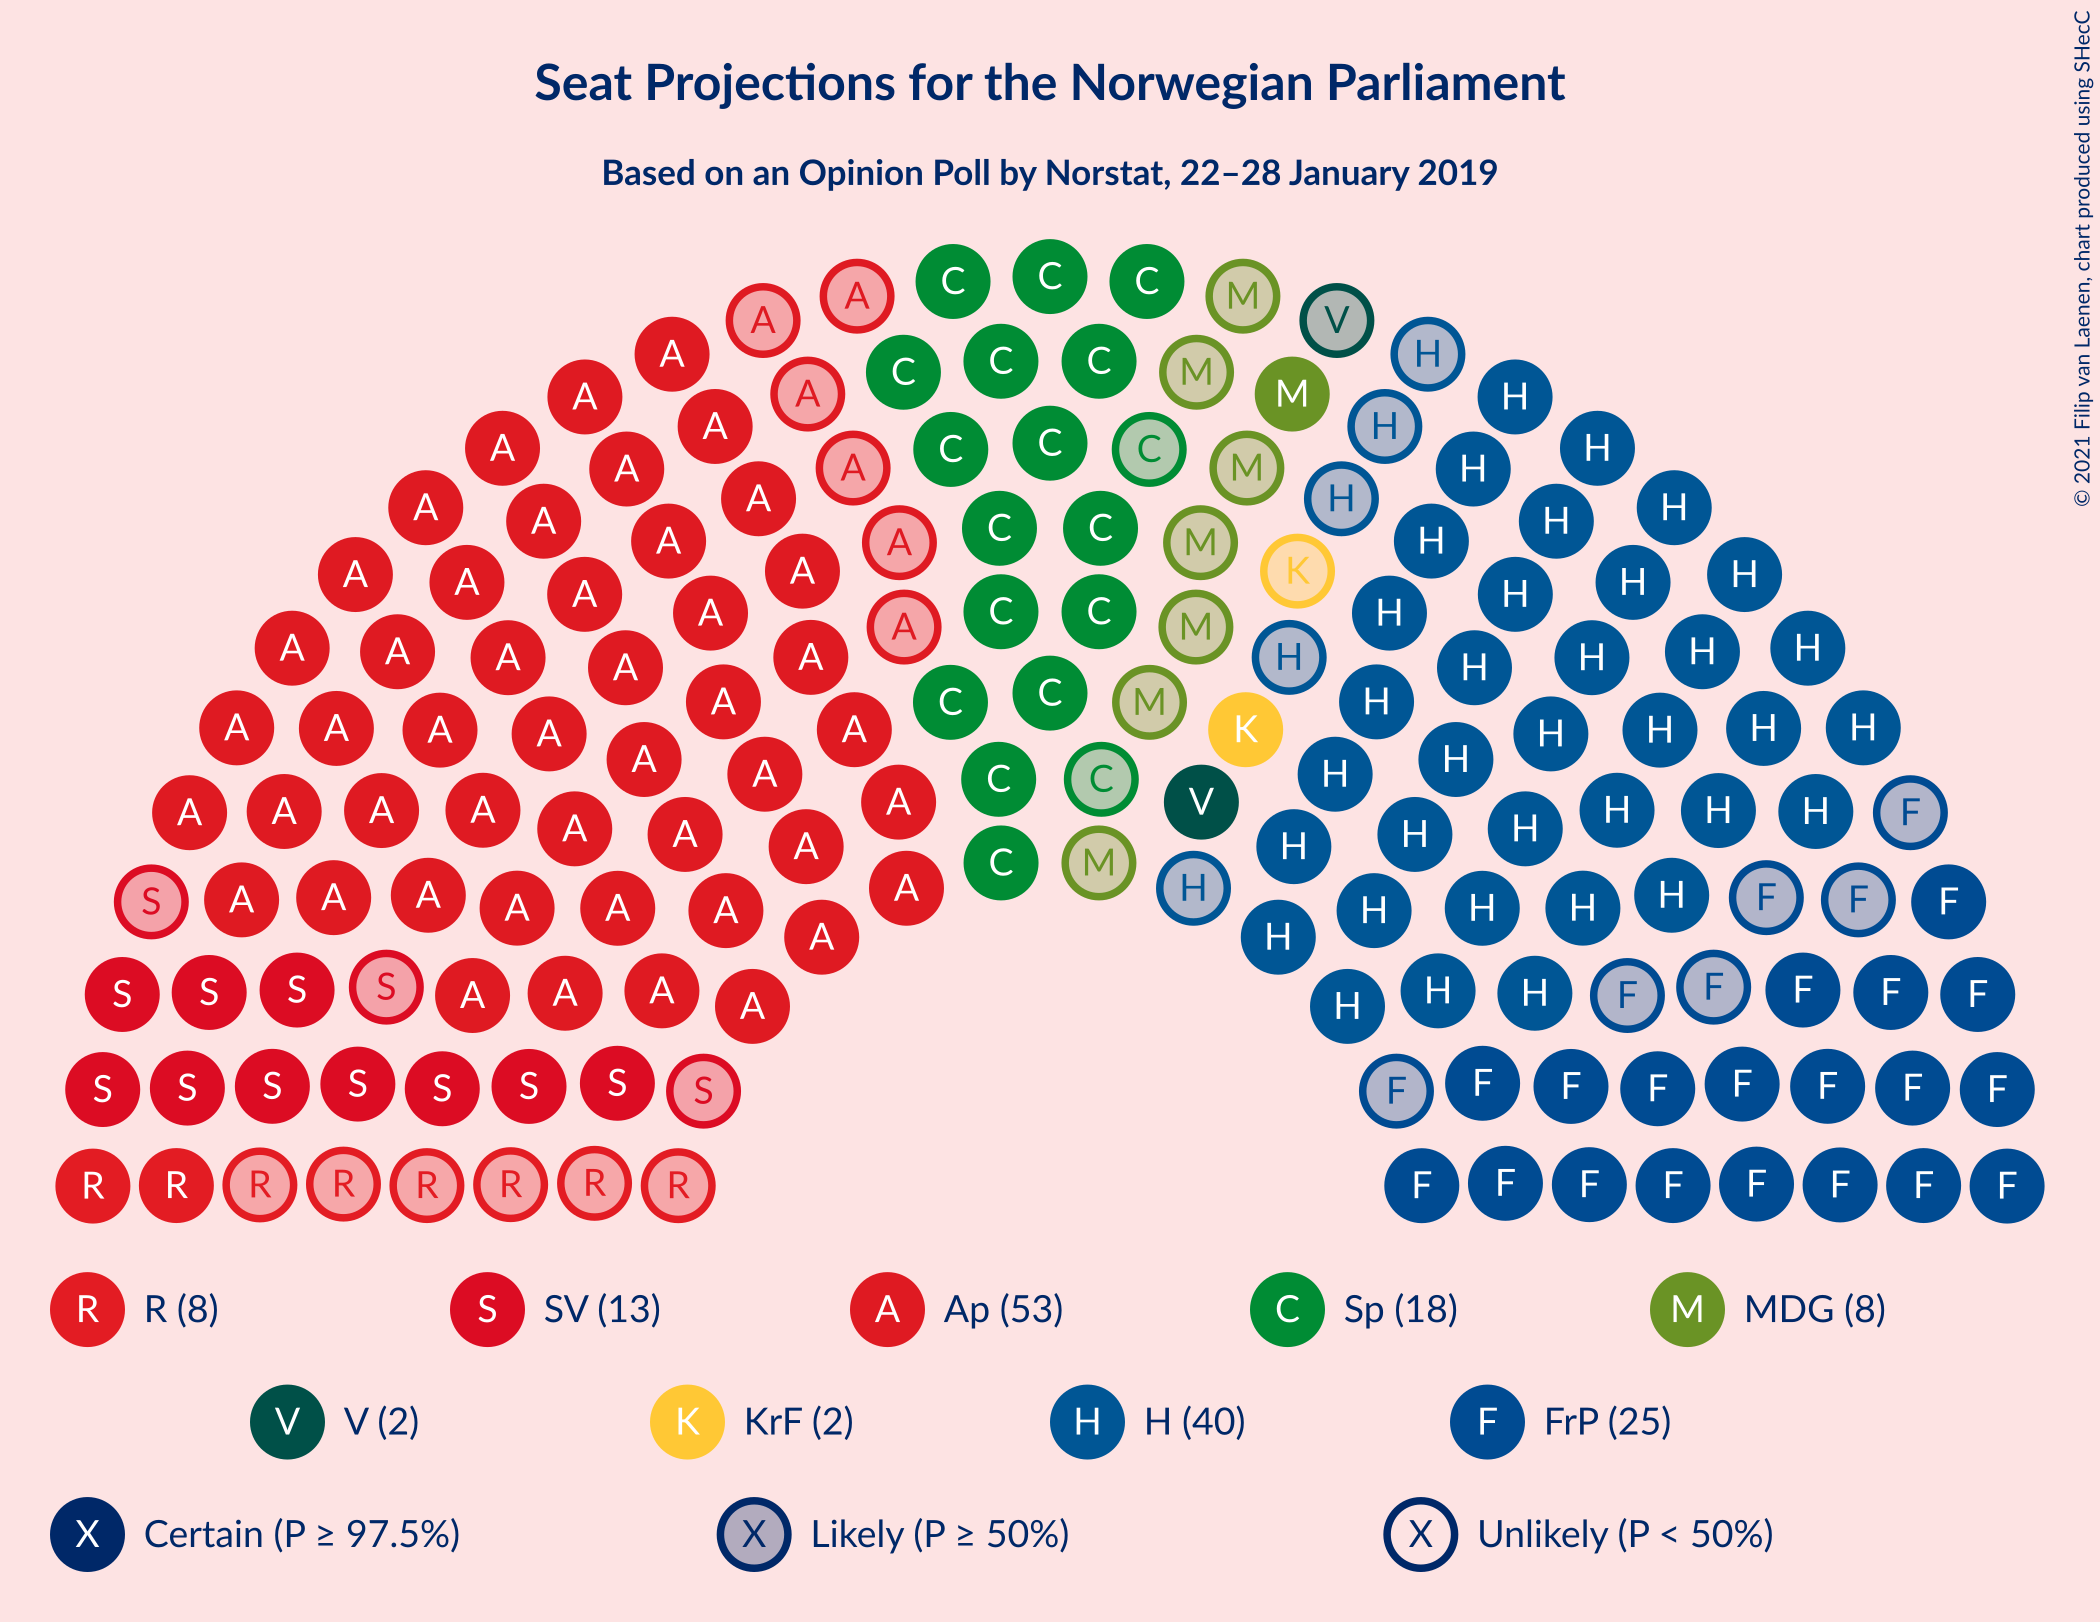 Seat Projections for the Norwegian Parliament
Based on an Opinion Poll by Norstat, 22–28 January 2019
© 2021 Filip van Laenen, chart produced using SHecC
C
C C
A A M V
A H
C C C M
A A M H
A H H
A A C C C M H
A A K H H
A A A C C M H H H
A A A A C C M H H H H
A A A A A A C C M K H H H H H
A A A A A A A C C V H H H H H F
A A A A A A A A C M H H H H H H H
S A A A A A A A H H H H H F F F
S S S S A A A A H H H F F F F F
S S S S S S S S F F F F F F F F
R R R R R R R R F F F F F F F F
R R (8) S SV (13) A Ap (53) C Sp (18) M MDG (8)
V V (2) K KrF (2) H H (40) F FrP (25)
X Certain (P ≥ 97.5%) X Likely (P ≥ 50%) X Unlikely (P < 50%)